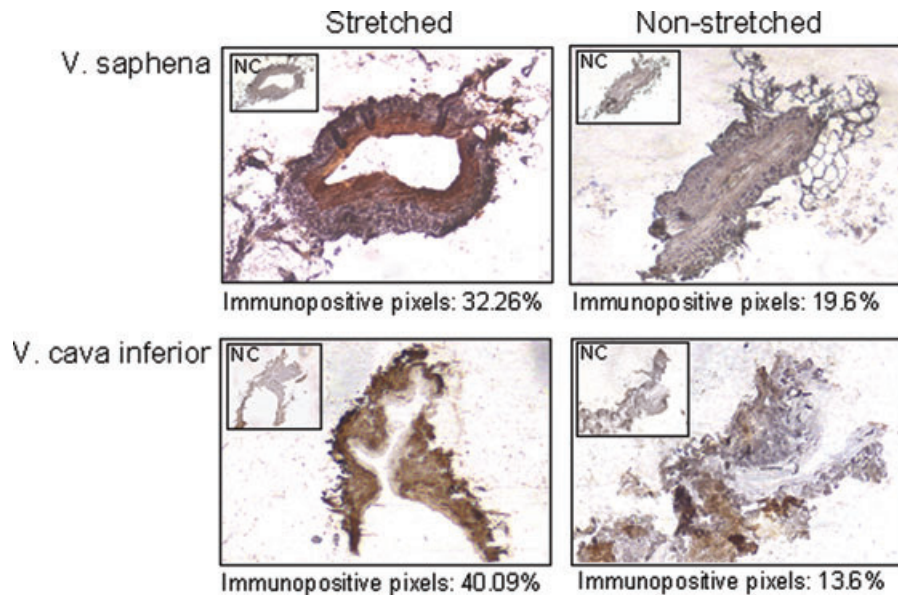 Stretched Non-stretched
V. saphena
NC NC
Immunopositive pixels: 32.26% Immunopositive pixels: 19.6%
V. cava inferior
NC NC
Immunopositive pixels: 40.09% Immunopositive pixels: 13.6%